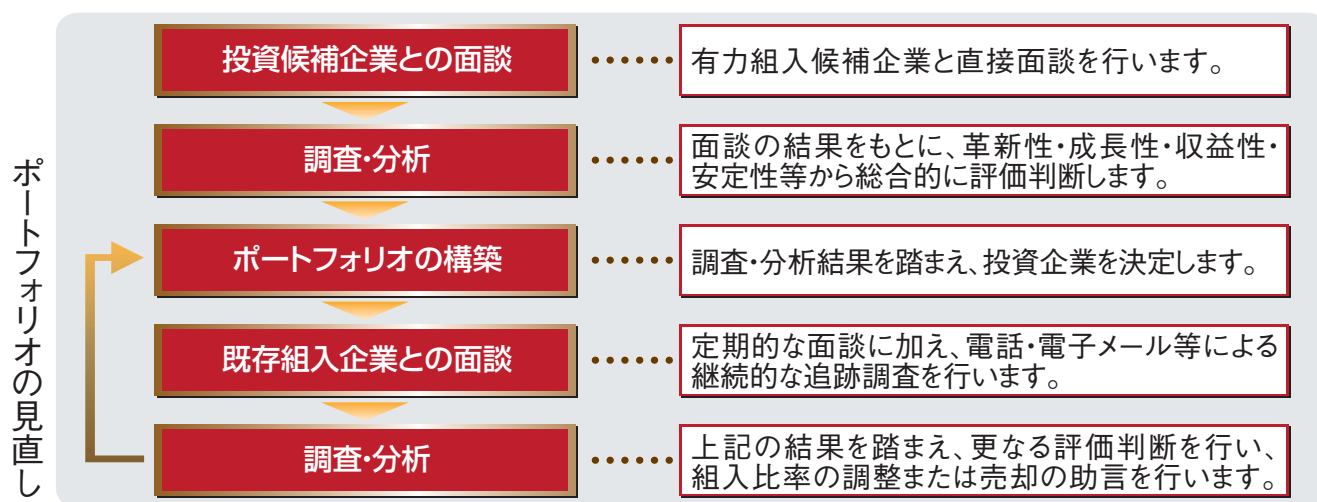 投資候補企業との面談
有力組入候補企業と直接面談を行います。
調査・分析
面談の結果をもとに、革新性・成長性・収益性・
安定性等から総合的に評価判断します。
ポートフォリオの構築
調査・分析結果を踏まえ、投資企業を決定します。
既存組入企業との面談
定期的な面談に加え、電話・電子メール等による
継続的な追跡調査を行います。
調査・分析
上記の結果を踏まえ、更なる評価判断を行い、
組入比率の調整または売却の助言を行います。
ポートフォリオの見直し